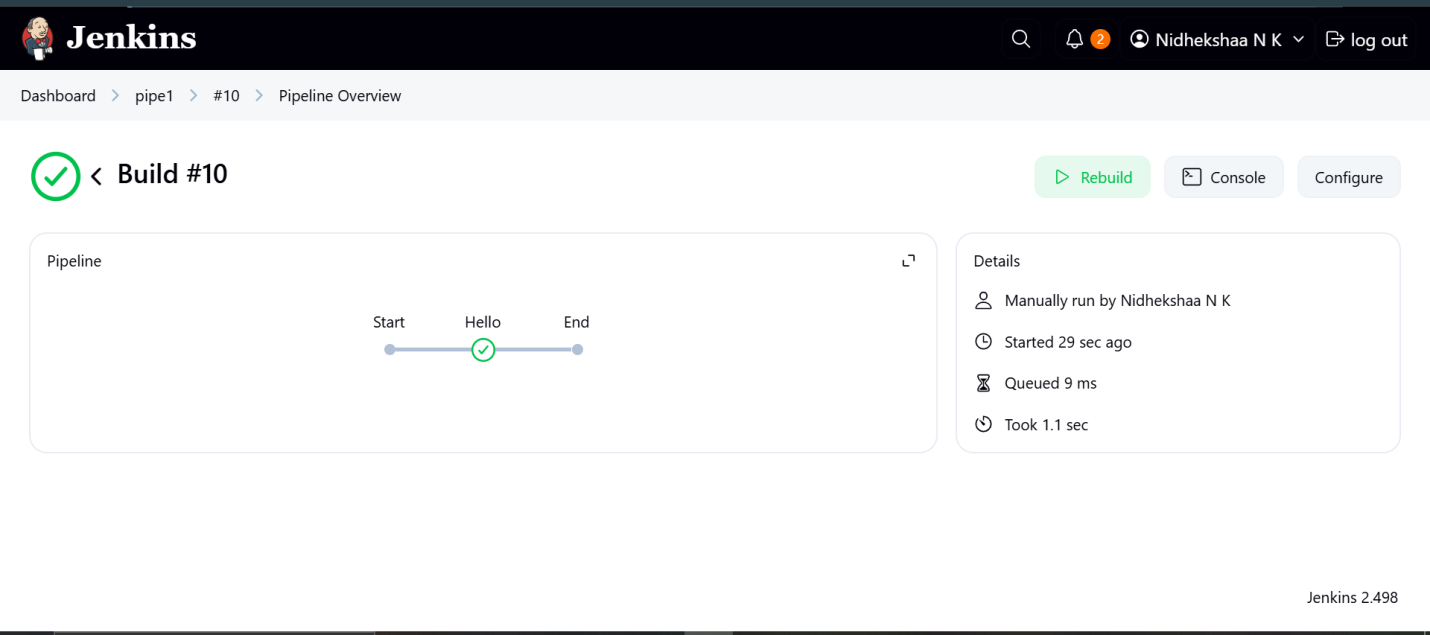 Jenkins
2
Nidhekshaa N K
log out
Dashboard > pipe1 > #10 > Pipeline Overview
Build #10
Rebuild
Console
Configure
Pipeline
Start Hello End
Details
Manually run by Nidhekshaa N K
Started 29 sec ago
Queued 9 ms
Took 1.1 sec
Jenkins 2.498